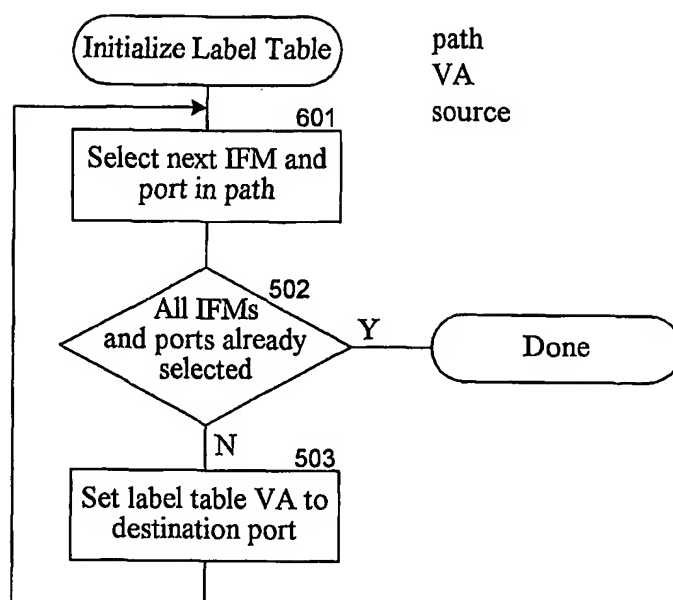 Initialize Label Table
path
VA
source
601
Select next IFM and
port in path
502
All IFMs
and ports already
selected
Y
Done
N
503
Set label table VA to
destination port